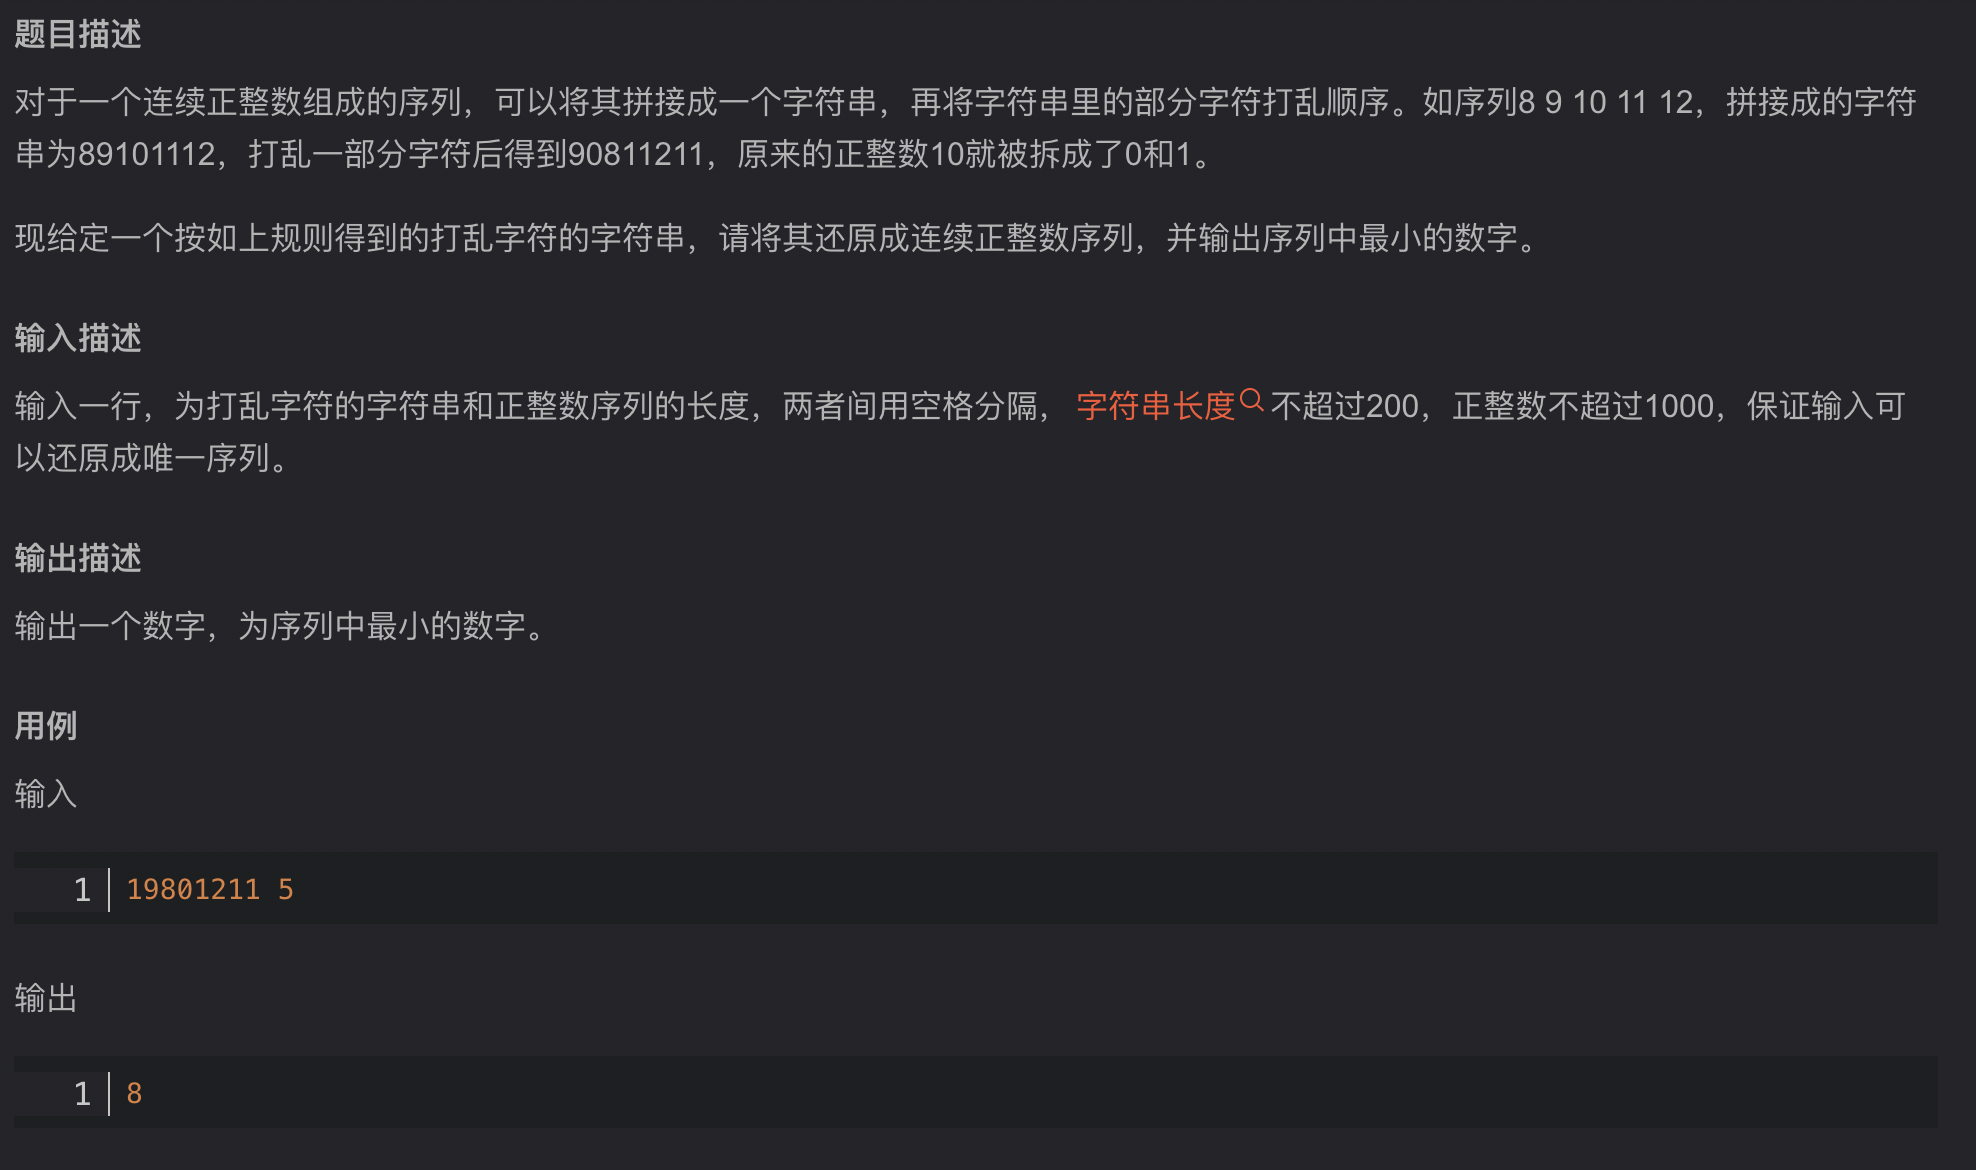 题目描述
对于一个连续正整数组成的序列，可以将其拼接成一个字符串，再将字符串里的部分字符打乱顺序。如序列8 9 10 11 12，拼接成的字符
串为89101112，打乱一部分字符后得到90811211，原来的正整数10就被拆成了0和1。
现给定一个按如上规则得到的打乱字符的字符串，请将其还原成连续正整数序列，并输出序列中最小的数字。
输入描述
输入一行，为打乱字符的字符串和正整数序列的长度，两者间用空格分隔，字符串长度不超过200，正整数不超过1000，保证输入可
以还原成唯一序列。
输出描述
输出一个数字，为序列中最小的数字。
用例
输入
1 19801211 5
输出
1 8